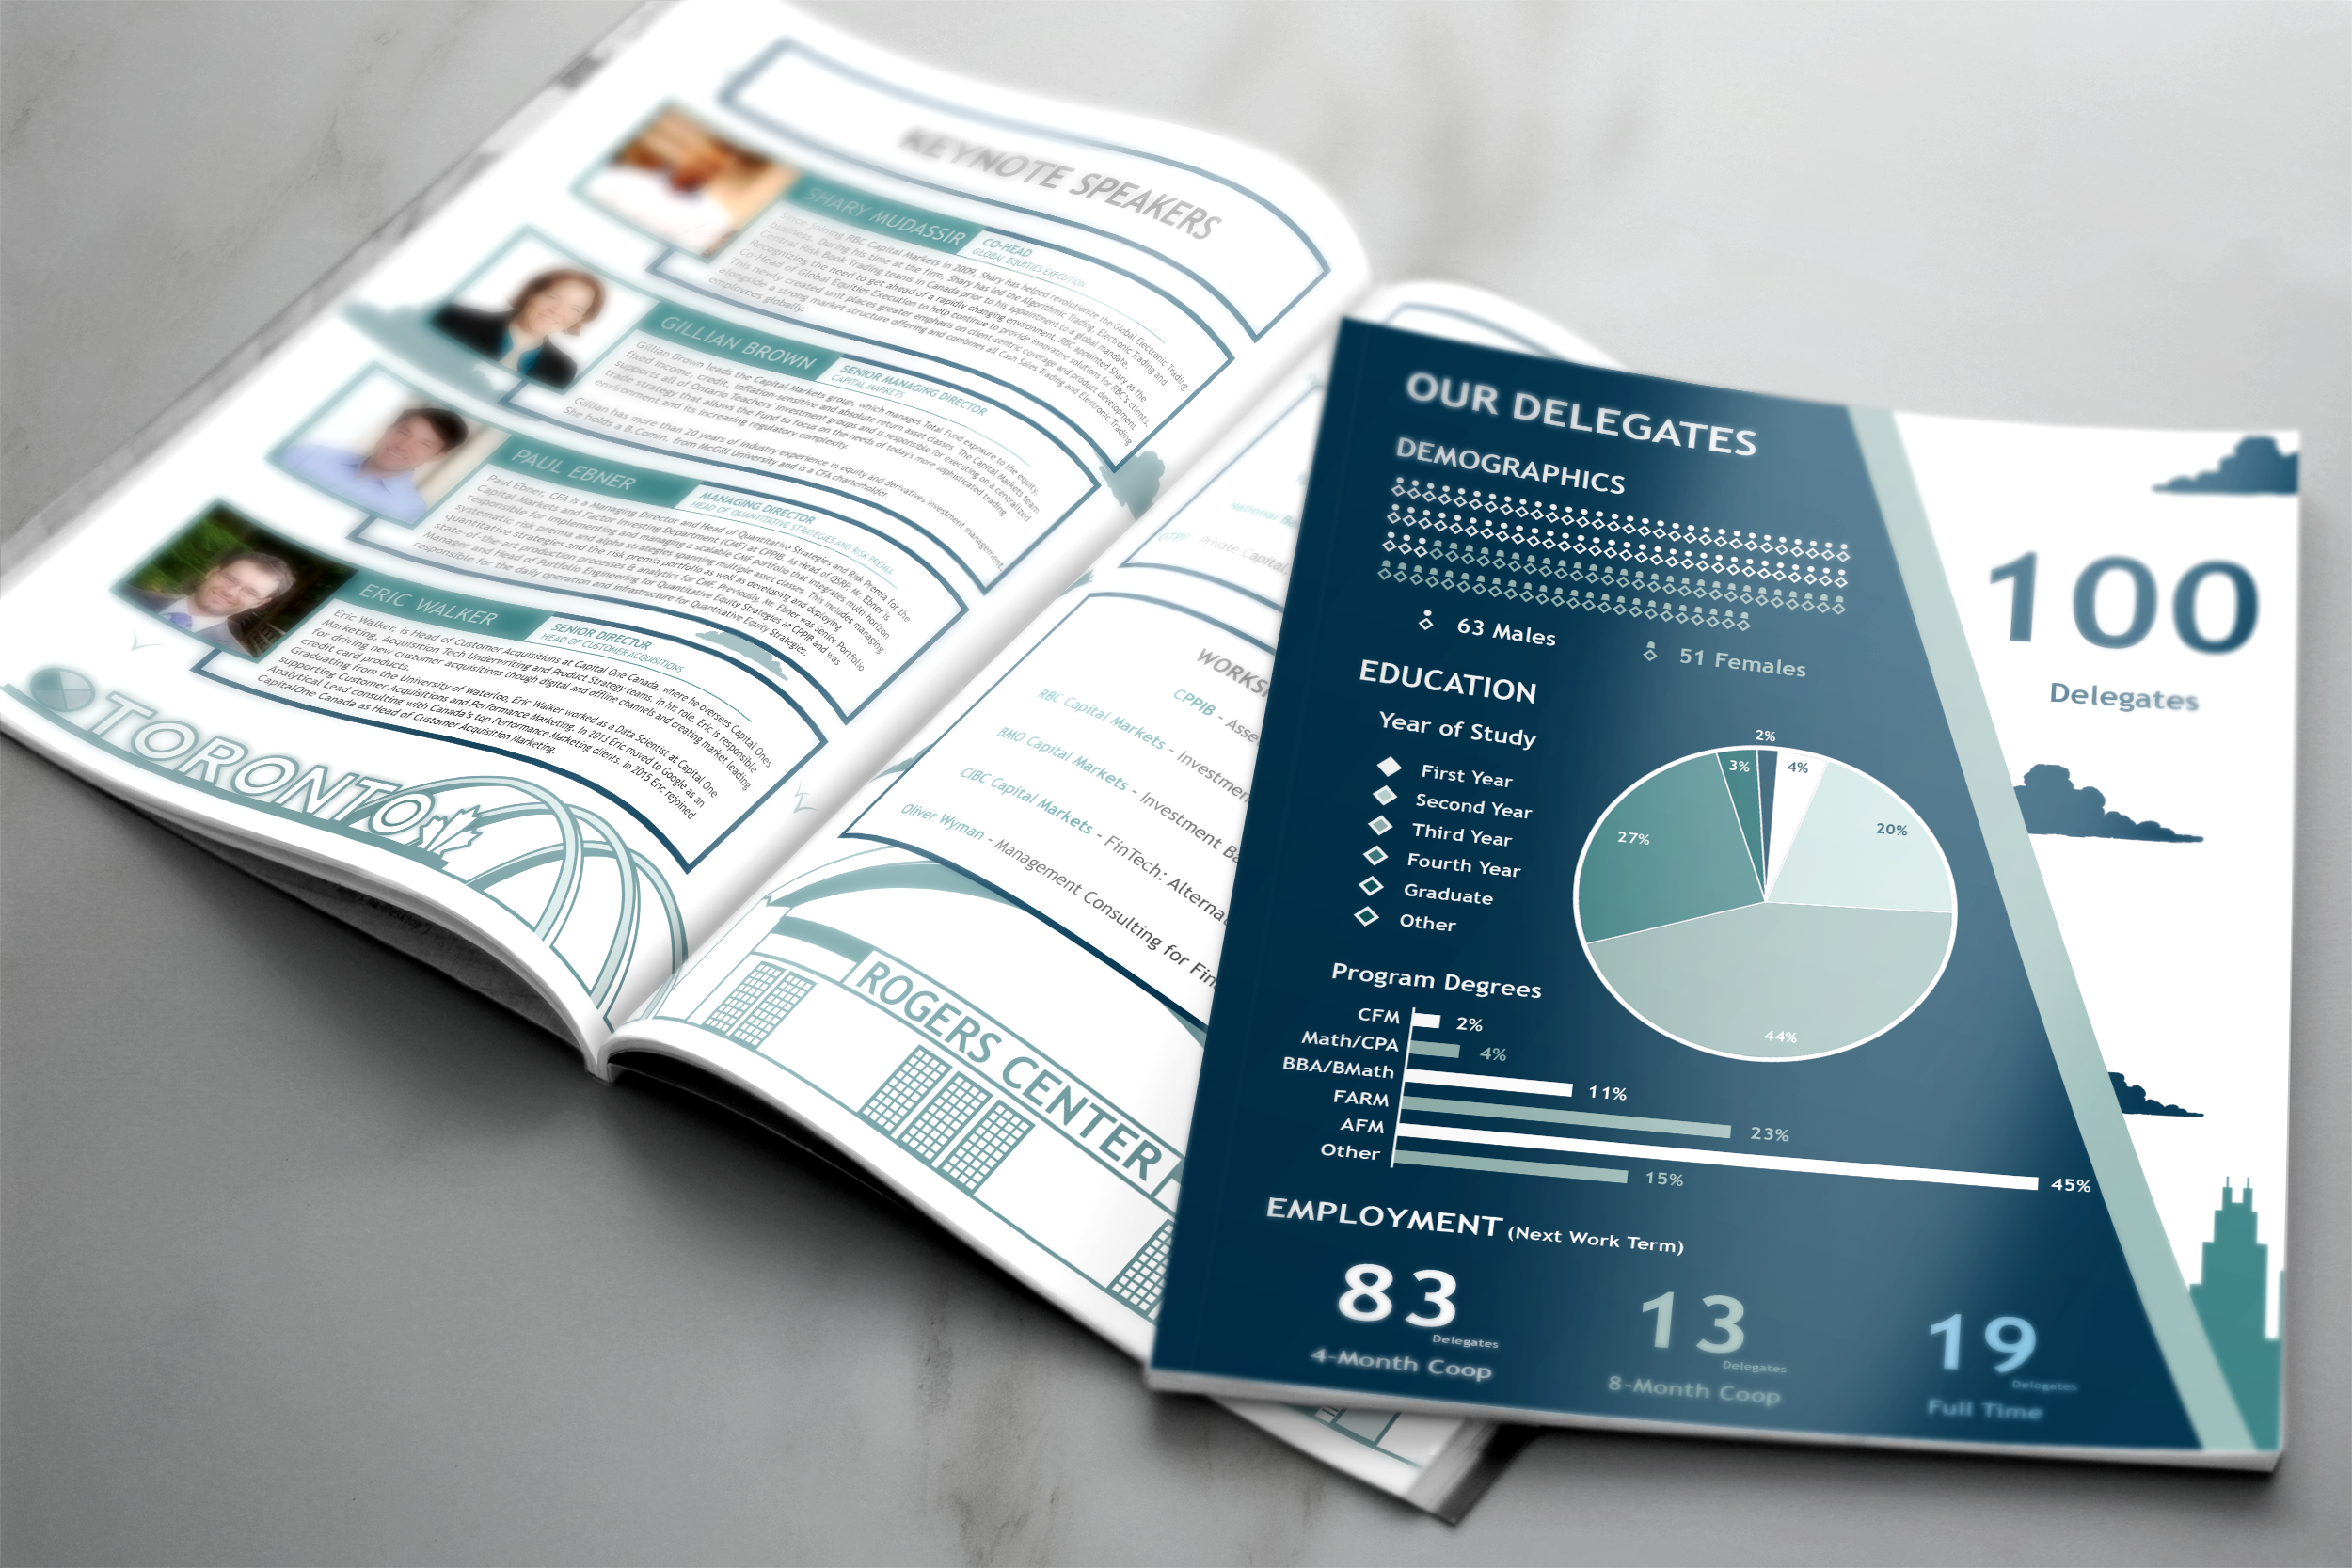 KEYNOTE SPEAKERS
SHARY MUDASSIR
CO-HEAD
GLOBAL EQUITIES EXECUTION
Since joining RBC Capital Markets in 2009, Shary has helped revolutionize the Global Electronic Trading
business. During his time at the firm, Shary has led the Algorithmic Trading, Electronic Trading and
Central Risk Book Trading teams in Canada prior to his appointment to a global mandate.
Recognizing the need to get ahead of a rapidly changing environment, RBC appointed Shary as the
Co-Head of Global Equities Execution to help continue to provide innovative solutions for RBC's clients.
This newly created unit places greater emphasis on client-centric coverage and product development
alongside a strong market structure offering and combines all Cash Sales Trading and Electronic Trading
employees globally.
GILLIAN BROWN
SENIOR MANAGING DIRECTOR
CAPITAL MARKETS
Gillian Brown leads the Capital Markets group, which manages Total Fund exposure to the equity,
fixed income, credit, inflation-sensitive and absolute return asset classes. The Capital Markets team
supports all of Ontario Teachers' investment groups and is responsible for executing on a centralized
trade strategy that allows the Fund to focus on the needs of today's more sophisticated trading
environment and its increasing regulatory complexity.
Gillian has more than 20 years of industry experience in equity and derivatives investment management.
She holds a B.Comm. from McGill University and is a CFA charterholder.
PAUL EBNER
MANAGING DIRECTOR
HEAD OF QUANTITATIVE STRATEGIES AND RISK PREMIA
Paul Ebner, CFA is a Managing Director and Head of Quantitative Strategies and Risk Premia for the
Capital Markets and Factor Investing Department (CMF) at CPPIB. As Head of QSRP, Mr. Ebner is
responsible for implementing and managing a scalable CMF portfolio that integrates multi-horizon
systematic risk premia and alpha strategies spanning multiple asset classes. This includes managing
quantitative strategies and the risk premia portfolio as well as developing and deploying
state-of-the-art production processes & analytics for CMF. Previously, Mr. Ebner was Senior Portfolio
Manager and Head of Portfolio Engineering for Quantitative Equity Strategies at CPPIB and was
responsible for the daily operation and infrastructure for Quantitative Equity Strategies.
ERIC WALKER
SENIOR DIRECTOR
HEAD OF CUSTOMER ACQUISITIONS
Eric Walker, is Head of Customer Acquisitions at Capital One Canada, where he oversees Capital Ones
Marketing, Acquisition Tech Underwriting and Product Strategy teams. In his role, Eric is responsible
for driving new customer acquisitions though digital and offline channels and creating market leading
credit card products.
Graduating from the University of Waterloo, Eric Walker worked as a Data Scientist at Capital One
supporting Customer Acquisitions and Performance Marketing. In 2013 Eric moved to Google as an
Analytical Lead consulting with Canada's top Performance Marketing clients. In 2015 Eric rejoined
CapitalOne Canada as Head of Customer Acquisition Marketing.
TORONTO
National
OTPP - Private Capital,
CPPIB -
RBC Capital Markets -
BMO Capital Markets - Investment
CIBC Capital Markets - FinTech:
Oliver Wyman - Management Consulting for
ROGERS CENTER
OUR DELEGATES
DEMOGRAPHICS
63 Males
51 Females
100
Delegates
EDUCATION
Year of Study
First Year
Second Year
Third Year
Fourth Year
Graduate
Other
2%
4%
3%
20%
27%
44%
Program Degrees
CFM 2%
Math/CPA 4%
BBA/BMath 11%
FARM 23%
AFM 45%
Other 15%
EMPLOYMENT (Next Work Term)
83
Delegates
4-Month Coop
13
Delegates
8-Month Coop
19
Delegates
Full Time